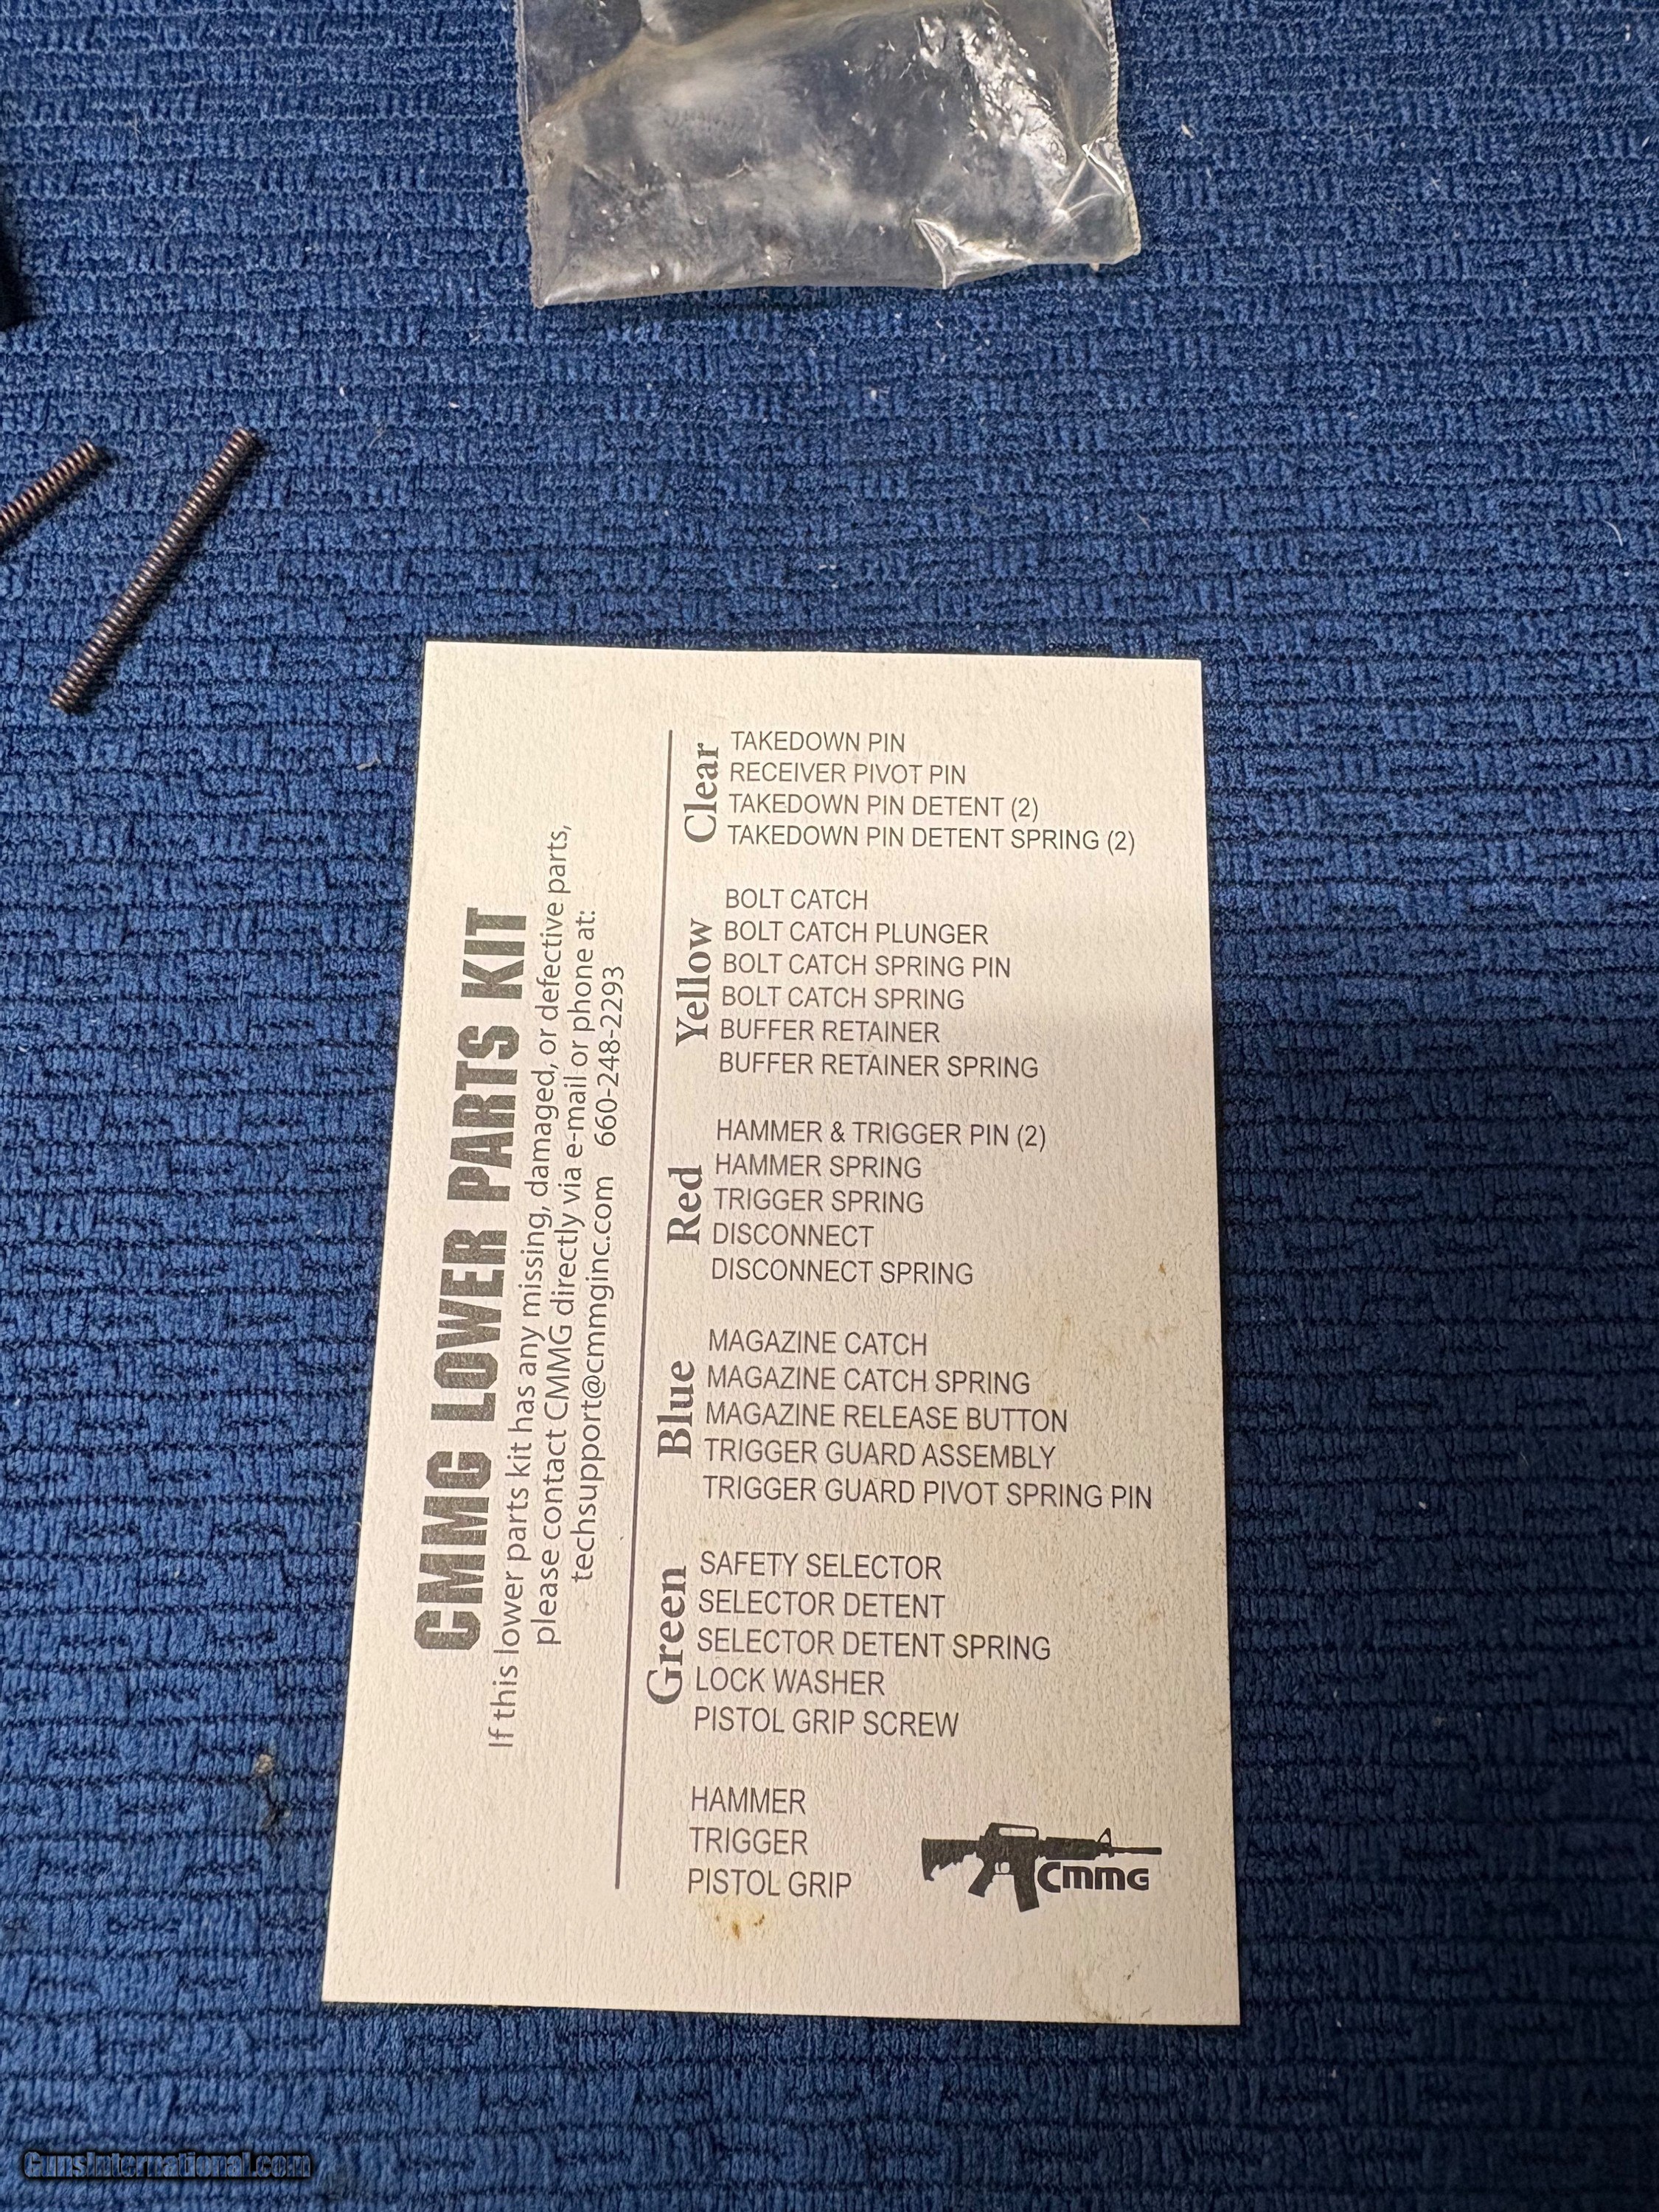 CMMG LOWER PARTS KIT
If this lower parts kit has any missing, damaged, or defective parts,
please contact CMMG directly via e-mail or phone at:
techsupport@cmmginc.com 660-248-2293
Clear
TAKEDOWN PIN
RECEIVER PIVOT PIN
TAKEDOWN PIN DETENT (2)
TAKEDOWN PIN DETENT SPRING (2)
Yellow
BOLT CATCH
BOLT CATCH PLUNGER
BOLT CATCH SPRING PIN
BOLT CATCH SPRING
BUFFER RETAINER
BUFFER RETAINER SPRING
Red
HAMMER & TRIGGER PIN (2)
HAMMER SPRING
TRIGGER SPRING
DISCONNECT
DISCONNECT SPRING
Blue
MAGAZINE CATCH
MAGAZINE CATCH SPRING
MAGAZINE RELEASE BUTTON
TRIGGER GUARD ASSEMBLY
TRIGGER GUARD PIVOT SPRING PIN
Green
SAFETY SELECTOR
SELECTOR DETENT
SELECTOR DETENT SPRING
LOCK WASHER
PISTOL GRIP SCREW
HAMMER
TRIGGER
PISTOL GRIP
CMMG
GunsInternational.com